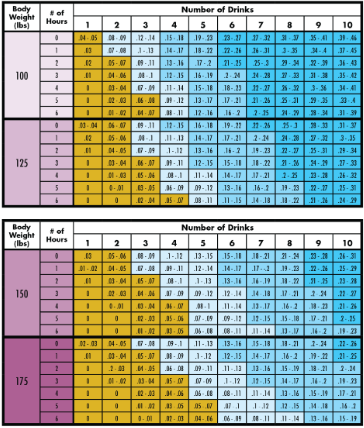 Body Weight (lbs) # of Hours Number of Drinks
1 2 3 4 5 6 7 8 9 10
100
0 .04 - .05 .08 - .09 .12 - .14 .15 - .18 .19 - .23 .23 - .27 .27 - .32 .31 - .36 .35 - .41 .39 - .46
1 .03 .07 - .08 .1 - .13 .14 - .17 .18 - .22 .22 - .26 .26 - .31 .3 - .35 .34 - .4 .37 - .45
2 .02 .05 - .07 .09 - .11 .13 - .16 .17 - .2 .21 - .25 .29 - .34 .32 - .39 .36 - .43
3 .01 .04 - .06 .08 - .1 .12 - .15 .16 - .19 .2 - .24 .24 - .28 .27 - .33 .31 - .38 .35 - .42
4 0 .03 - .04 .07 - .09 .11 - .14 .15 - .18 .18 - .23 .22 - .27 .26 - .32 .3 - .36 .34 - .41
5 0 .02 - .03 .06 - .08 .09 - .12 .13 - .17 .17 - .21 .21 - .26 .25 - .31 .29 - .35
6 0 .01 - .02 .04 - .07 .08 - .11 .12 - .16 .16 - .2 .2 - .25 .24 - .29 .28 - .34 .31 - .39
125
0 .03 - .04 .06 - .07 .09 - .11 .12 - .15 .16 - .18 .19 - .22 .22 - .26 .25 - .3 .28 - .33 .31 - .37
1 .02 .05 - .06 .08 - .1 .11 - .13 .14 - .17 .17 - .21 .2 - .24 .24 - .28 .27 - .32 .3 - .35
2 .01 .04 - .05 .07 - .09 .1 - .12 .13 - .16 .16 - .2 .19 - .23 .22 - .27 .26 - .31
3 0 .03 - .04 .06 - .07 .09 - .11 .12 - .15 .15 - .18 .18 - .22 .21 - .26 .24 - .29 .27 - .33
4 0 .01 - .03 .05 - .06 .08 - .1 .11 - .14 .14 - .17 .17 - .21 .2 - .25 .23 - .28 .26 - .32
5 0 0 - .01 .03 - .05 .06 - .09 .09 - .12 .13 - .16 .16 - .2 .19 - .23 .22 - .27 .25 - .31
6 0 0 .02 - .04 .05 - .07 .08 - .11 .11 - .15 .14 - .18 .18 - .22 .21 - .26 .24 - .29
Body Weight (lbs) # of Hours Number of Drinks
1 2 3 4 5 6 7 8 9 10
150
0 .03 .05 - .06 .08 - .09 .1 - .12 .13 - .15 .15 - .18 .18 - .21 .21 - .24 .23 - .28 .26 - .31
1 .01 - .02 .04 - .05 .07 - .08 .09 - .11 .12 - .14 .14 - .17 .17 - .2 .19 - .23 .22 - .26 .25 - .29
2 .01 .03 - .04 .05 - .07 .08 - .1 .1 - .13 .13 - .16 .16 - .19 .18 - .22 .21 - .25 .23 - .28
3 0 .02 - .03 .04 - .06 .07 - .09 .09 - .12 .12 - .14 .14 - .18 .17 - .21 .2 - .24 .22 - .27
4 0 0 - .01 .03 - .04 .06 - .07 .08 - .1 .11 - .14 .13 - .17 .16 - .2 .18 - .23 .21 - .26
5 0 0 .02 - .03 .05 - .06 .07 - .09 .09 - .12 .12 - .15 .15 - .18 .17 - .21 .2 - .25
6 0 0 .01 - .02 .03 - .05 .06 - .08 .08 - .11 .11 - .14 .13 - .17 .16 - .2 .19 - .23
175
0 .02 - .03 .04 - .05 .07 - .08 .09 - .1 .11 - .13 .13 - .16 .15 - .18 .18 - .21 .2 - .24 .22 - .26
1 .01 .03 - .04 .05 - .07 .08 - .09 .1 - .12 .12 - .15 .14 - .17 .16 - .2 .19 - .22 .21 - .25
2 0 .2 - .03 .04 - .05 .06 - .08 .09 - .11 .11 - .13 .13 - .16 .15 - .19 .18 - .21 .2 - .24
3 0 .01 - .02 .03 - .04 .05 - .07 .07 - .09 .1 - .12 .12 - .15 .14 - .17 .16 - .2 .19 - .23
4 0 0 .02 - .03 .04 - .06 .06 - .08 .08 - .11 .11 - .14 .13 - .16 .15 - .19 .17 - .21
5 0 0 .01 - .02 .03 - .05 .05 - .07 .07 - .1 .1 - .12 .12 - .15 .14 - .18 .16 - .2
6 0 0 0 - .01 .02 - .03 .04 - .06 .06 - .09 .08 - .11 .11 - .14 .13 - .16 .15 - .19